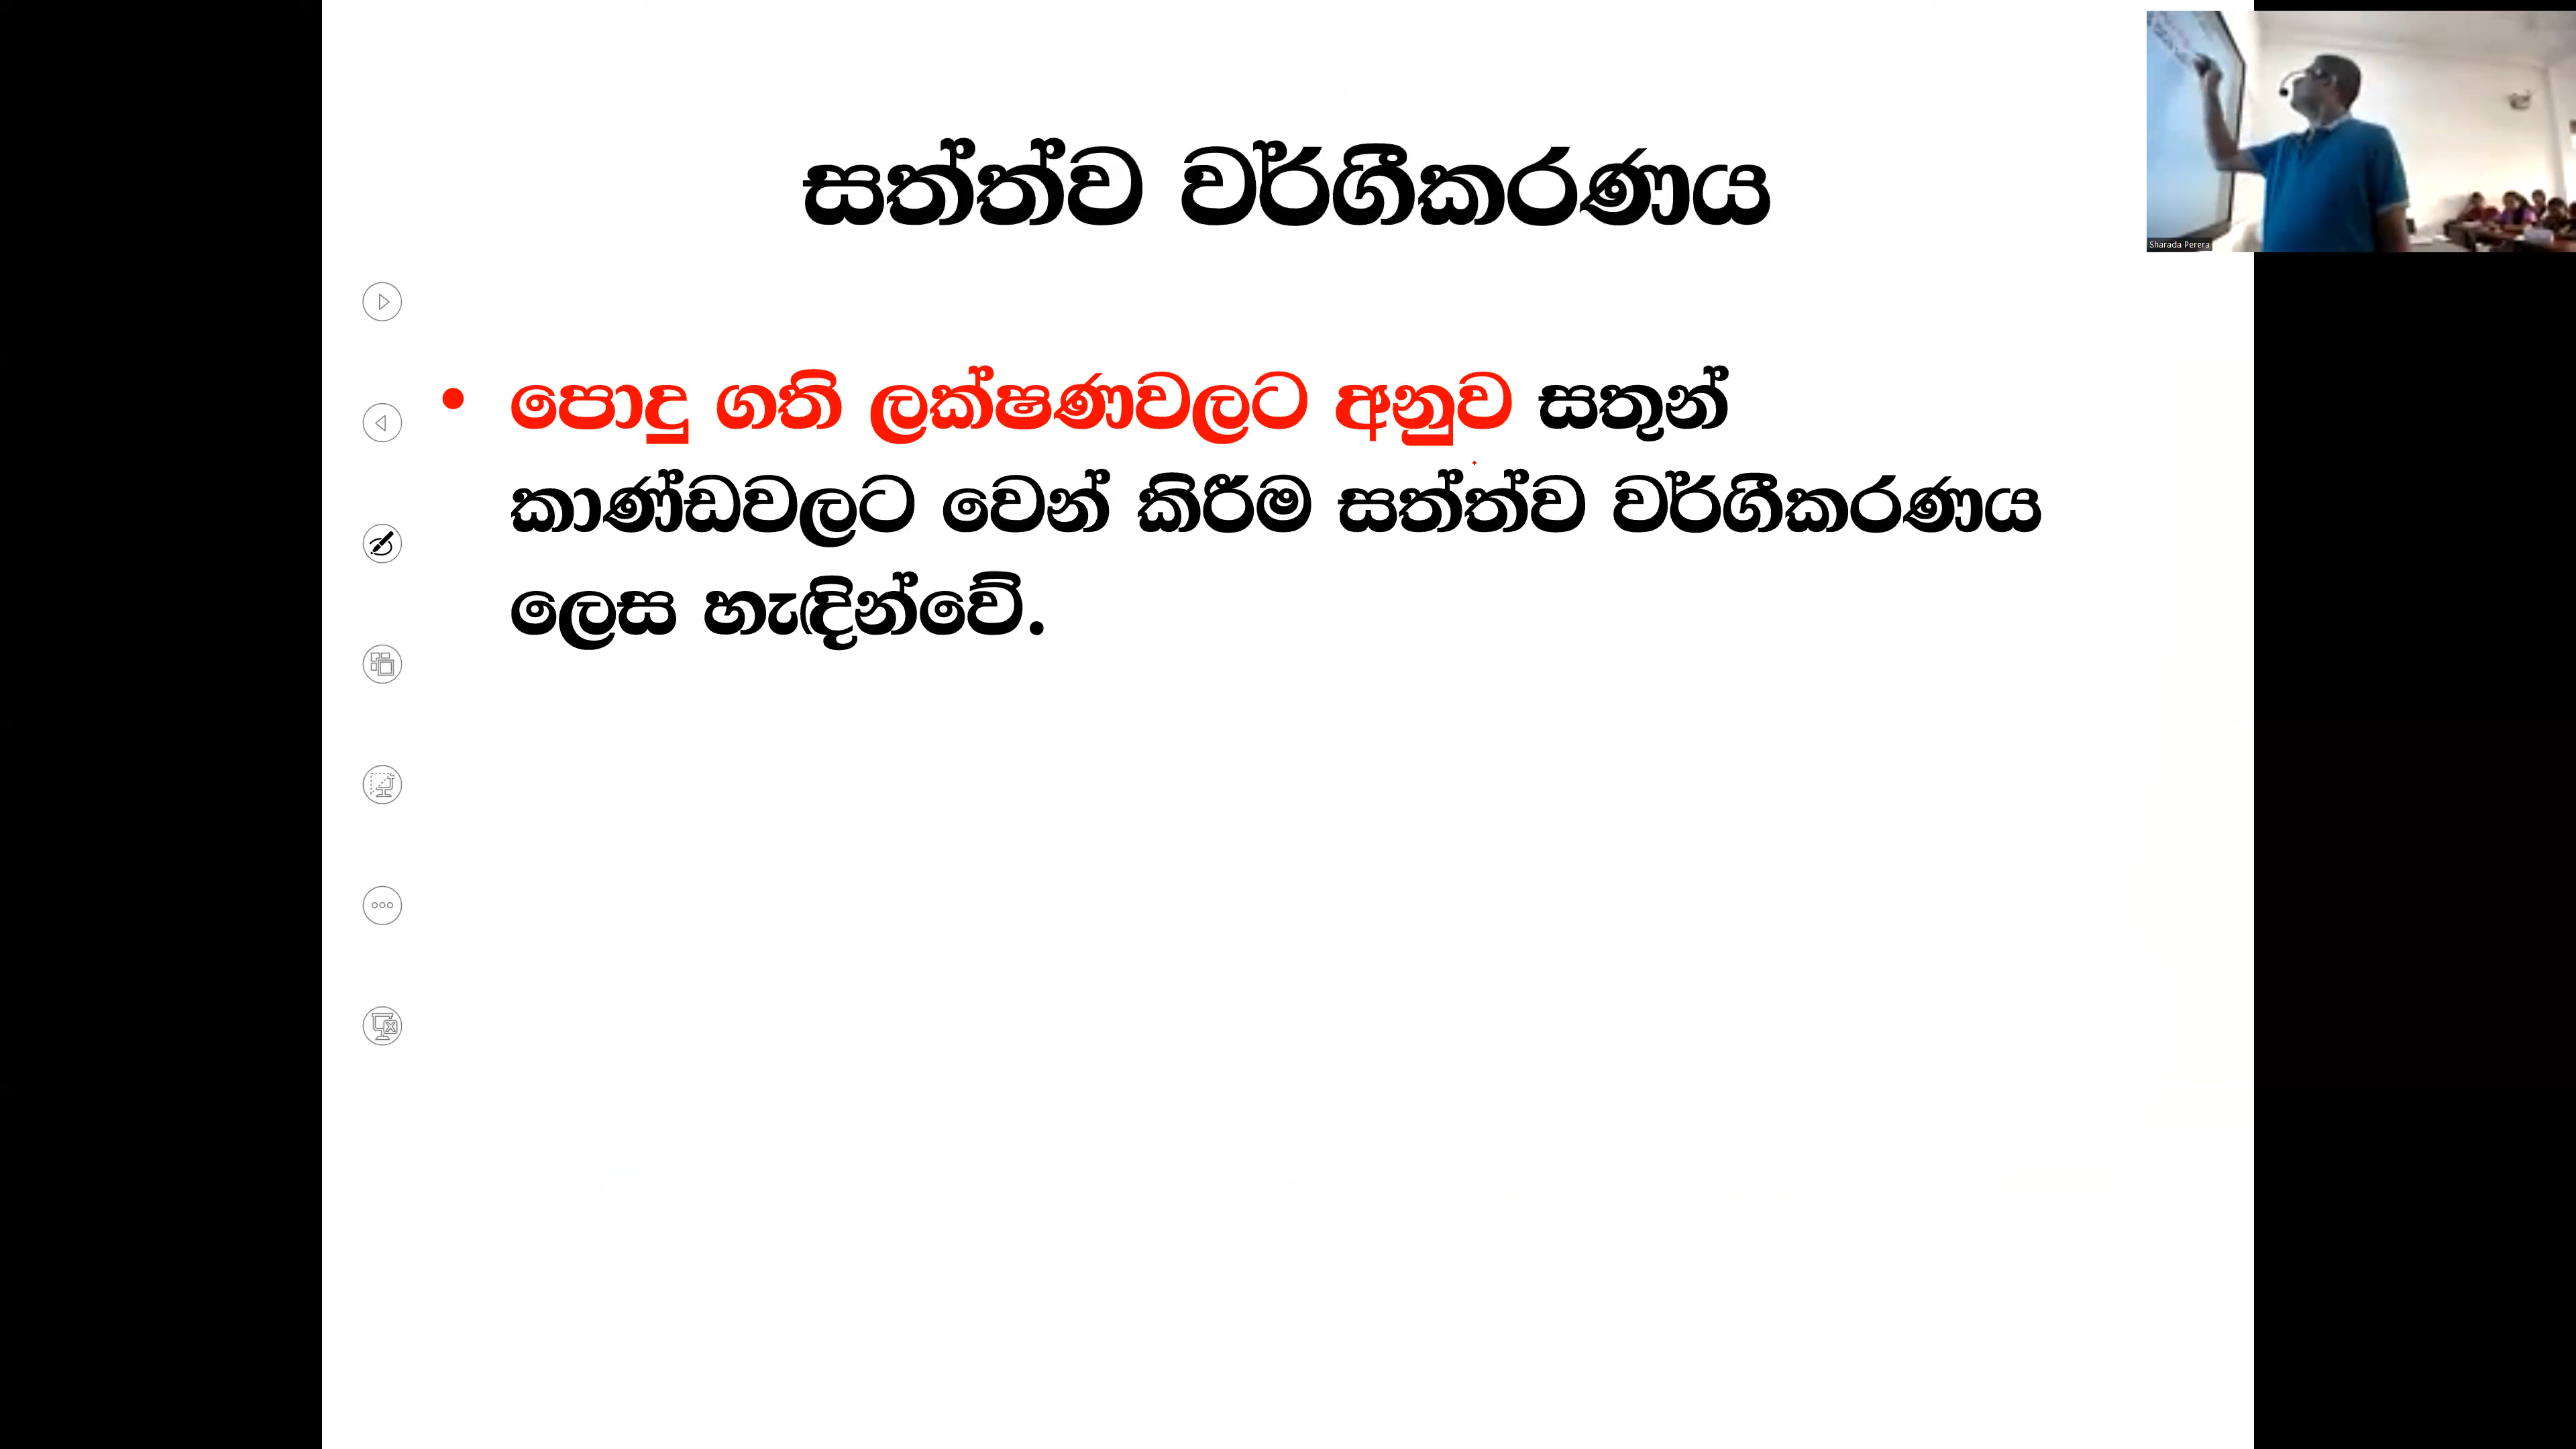 සත්ත්ව වර්ගීකරණය
Sharada Perera
• පොදු ගති ලක්ෂණවලට අනුව සතුන්
කාණ්ඩවලට වෙන් කිරීම සත්ත්ව වර්ගීකරණය
ලෙස හැඳින්වේ.